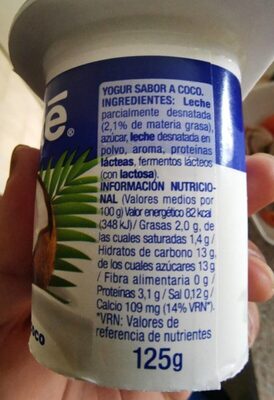 é®
YOGUR SABOR A COCO.
INGREDIENTES: Leche
parcialmente desnatada
(2,1% de materia grasa),
azúcar, leche desnatada en
polvo, aroma, proteínas
lácteas, fermentos lácteos
(con lactosa).
INFORMACIÓN NUTRICIO-
NAL (Valores medios por
100 g) Valor energético 82 kcal
(348 kJ) / Grasas 2,0 g, de
las cuales saturadas 1,4 g /
Hidratos de carbono 13 g,
de los cuales azúcares 13 g
/ Fibra alimentaria 0 g /
Proteínas 3,1 g / Sal 0,12 g /
Calcio 109 mg (14% VRN*).
*VRN: Valores de
referencia de nutrientes
oco
125g